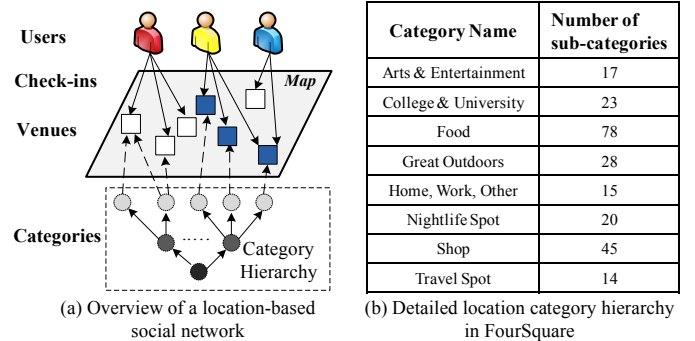 Users
Check-ins
Map
Venues
Categories
Category
Hierarchy
(a) Overview of a location-based
social network
Category Name Number of
sub-categories
Arts & Entertainment 17
College & University 23
Food 78
Great Outdoors 28
Home, Work, Other 15
Nightlife Spot 20
Shop 45
Travel Spot 14
(b) Detailed location category hierarchy
in FourSquare